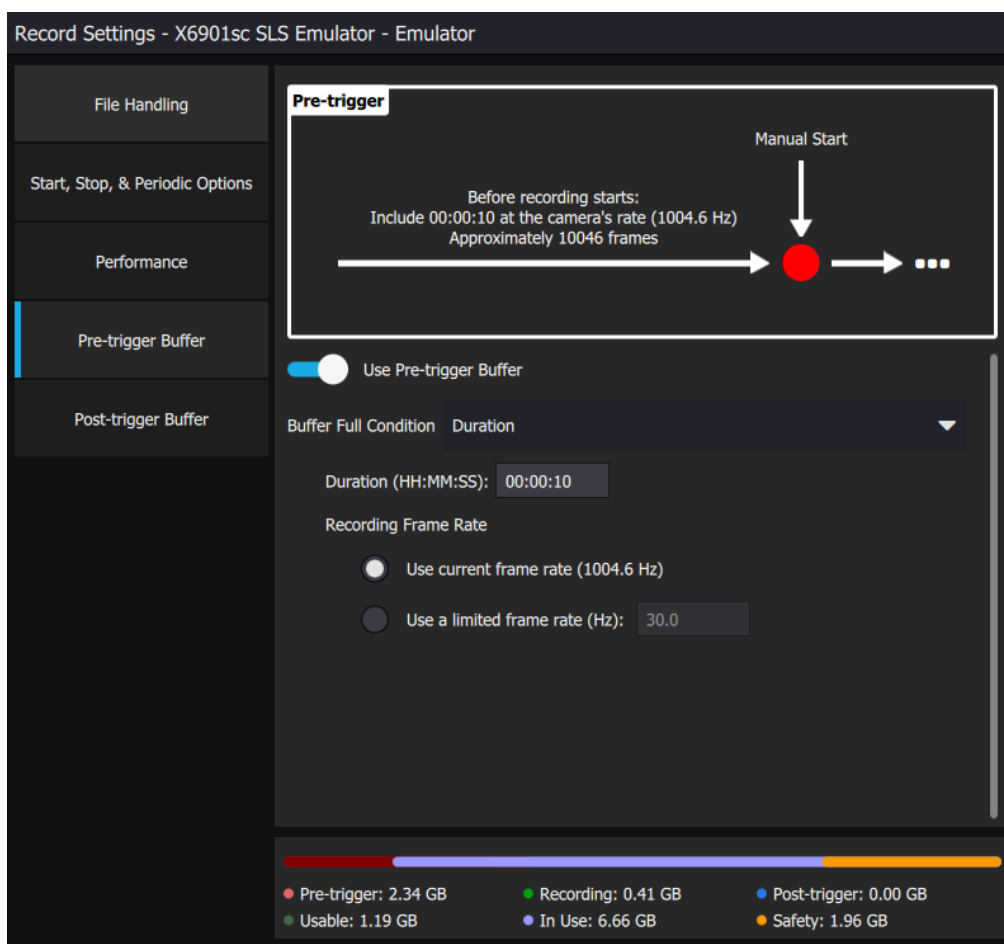 Record Settings - X6901sc SLS Emulator - Emulator
File Handling
Start, Stop, & Periodic Options
Performance
Pre-trigger Buffer
Post-trigger Buffer
Pre-trigger
Manual Start
Before recording starts:
Include 00:00:10 at the camera's rate (1004.6 Hz)
Approximately 10046 frames
Use Pre-trigger Buffer
Buffer Full Condition Duration
Duration (HH:MM:SS): 00:00:10
Recording Frame Rate
Use current frame rate (1004.6 Hz)
Use a limited frame rate (Hz): 30.0
Pre-trigger: 2.34 GB Recording: 0.41 GB Post-trigger: 0.00 GB
Usable: 1.19 GB In Use: 6.66 GB Safety: 1.96 GB